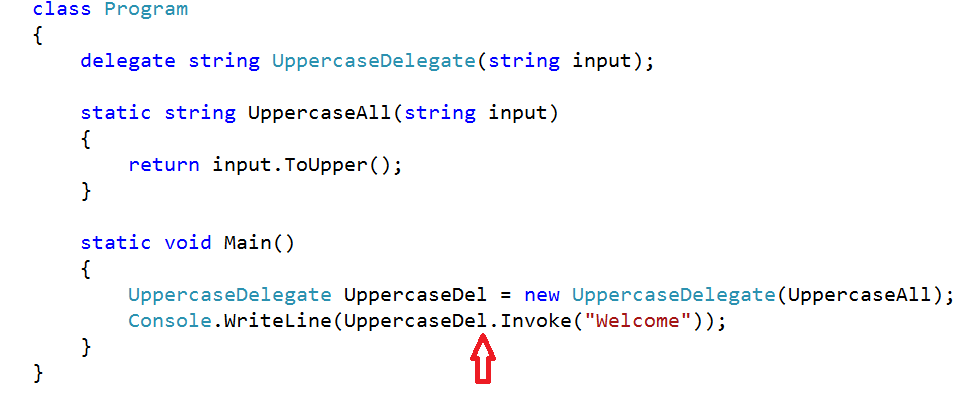 class Program
{
    delegate string UppercaseDelegate(string input);
    static string UppercaseAll(string input)
    {
        return input.ToUpper();
    }
    static void Main()
    {
        UppercaseDelegate UppercaseDel = new UppercaseDelegate(UppercaseAll);
        Console.WriteLine(UppercaseDel.Invoke("Welcome"));
    }
}